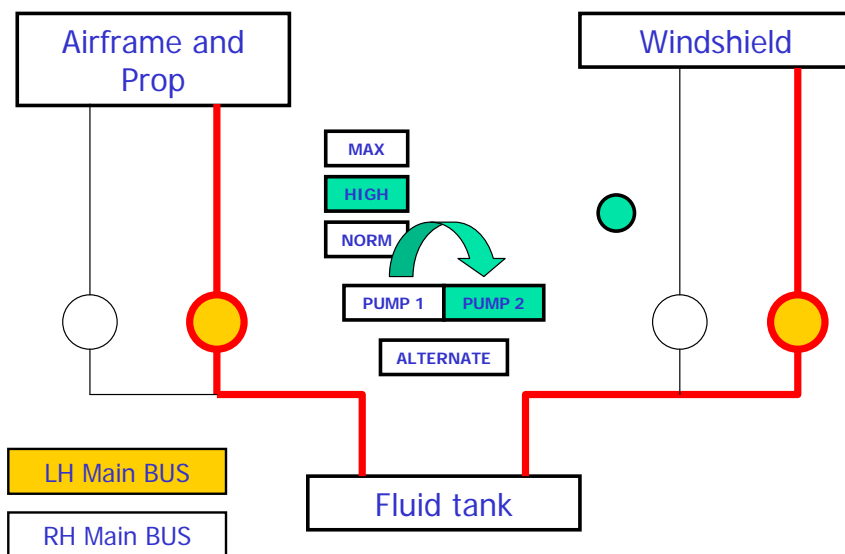 Airframe and
Prop
Windshield
MAX
HIGH
NORM
PUMP 1
PUMP 2
ALTERNATE
LH Main BUS
Fluid tank
RH Main BUS